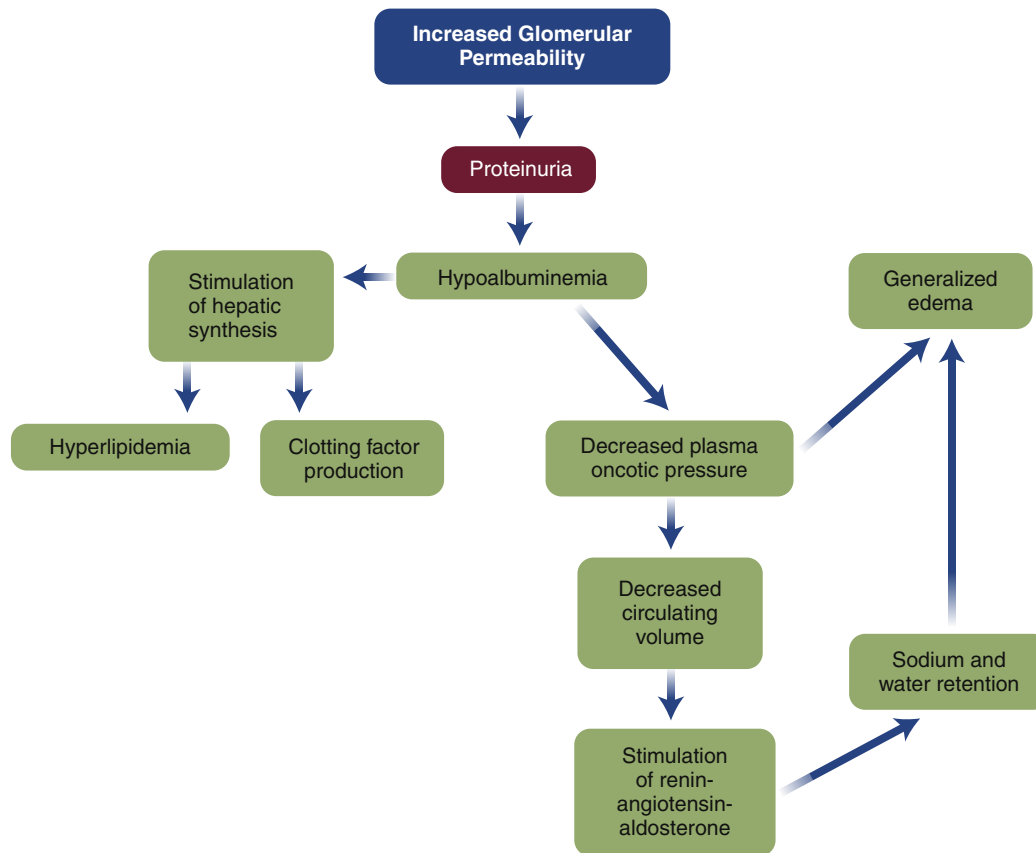 Increased Glomerular
Permeability
Proteinuria
Hypoalbuminemia
Stimulation
of hepatic
synthesis
Generalized
edema
Hyperlipidemia
Clotting factor
production
Decreased plasma
oncotic pressure
Decreased
circulating
volume
Sodium and
water retention
Stimulation
of renin-
angiotensin-
aldosterone